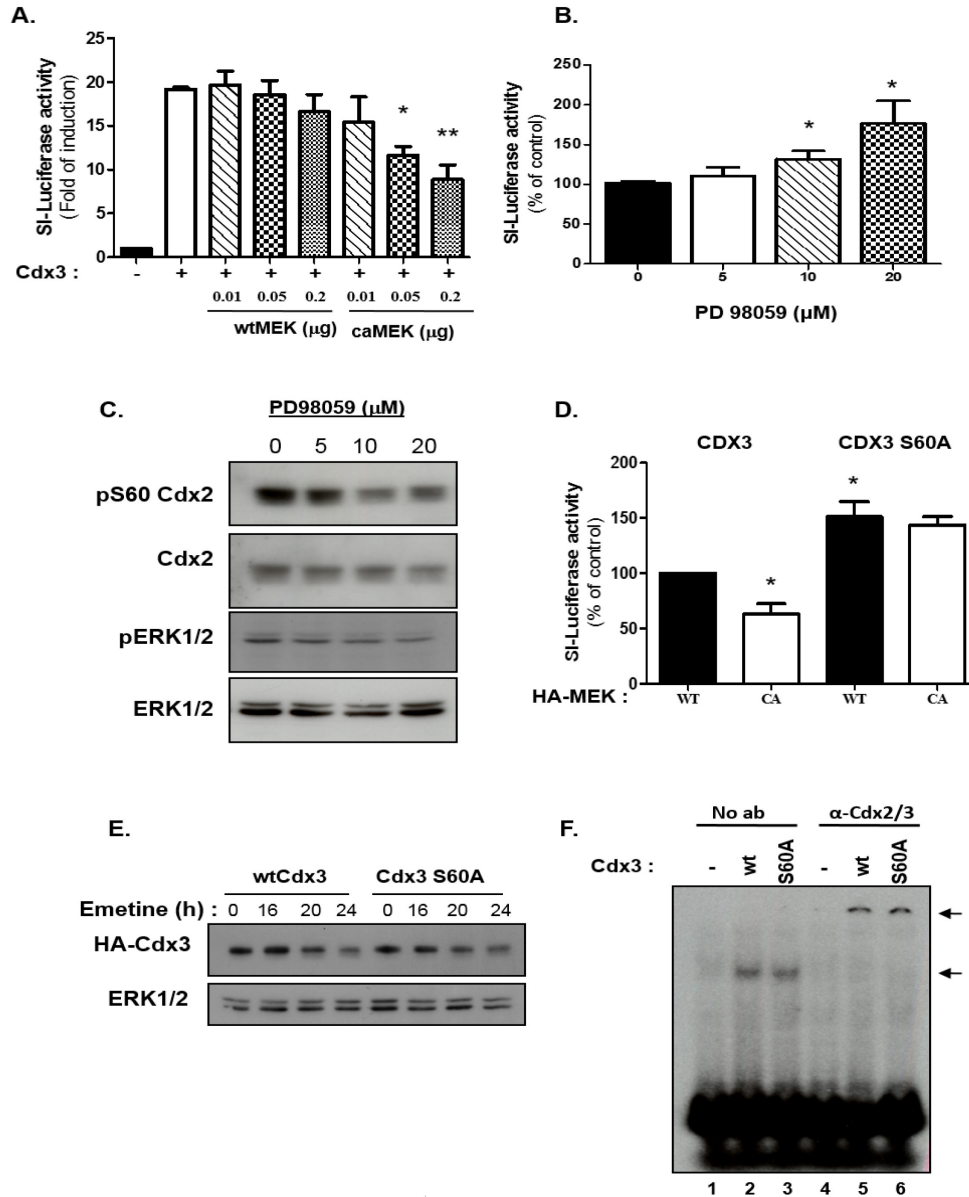 A.
SI-Luciferase activity
(Fold of induction)
25
20
15
10
5
0
*
**
Cdx3 : - + + + + + + +
0.01 0.05 0.2 0.01 0.05 0.2
wtMEK (µg) caMEK (µg)
B.
SI-Luciferase activity
(% of control)
250
200
150
100
50
0
*
*
0 5 10 20
PD 98059 (µM)
C.
PD98059 (µM)
0 5 10 20
pS60 Cdx2
Cdx2
pERK1/2
ERK1/2
D.
CDX3 CDX3 S60A
SI-Luciferase activity
(% of control)
200
150
100
50
0
*
*
HA-MEK : WT CA WT CA
E.
wtCdx3 Cdx3 S60A
Emetine (h) : 0 16 20 24 0 16 20 24
HA-Cdx3
ERK1/2
F.
No ab α-Cdx2/3
Cdx3 : - wt S60A - wt S60A
1 2 3 4 5 6